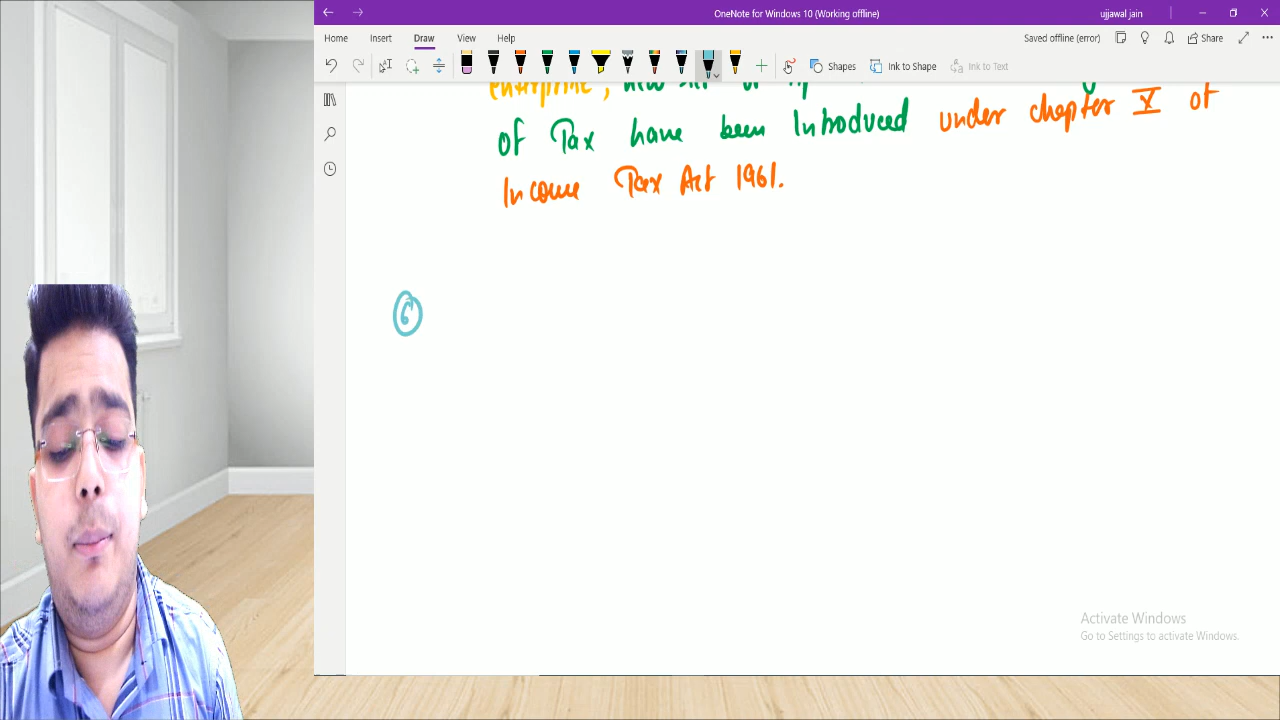 OneNote for Windows 10 (Working offline)
ujjawal jain
Home Insert Draw View Help
Saved offline (error)
Share
Shapes
Ink to Shape
Ink to Text
enterprise,
of Tax have been Introduced under chapter X of
Income Tax Act 1961.
6
Activate Windows
Go to Settings to activate Windows.